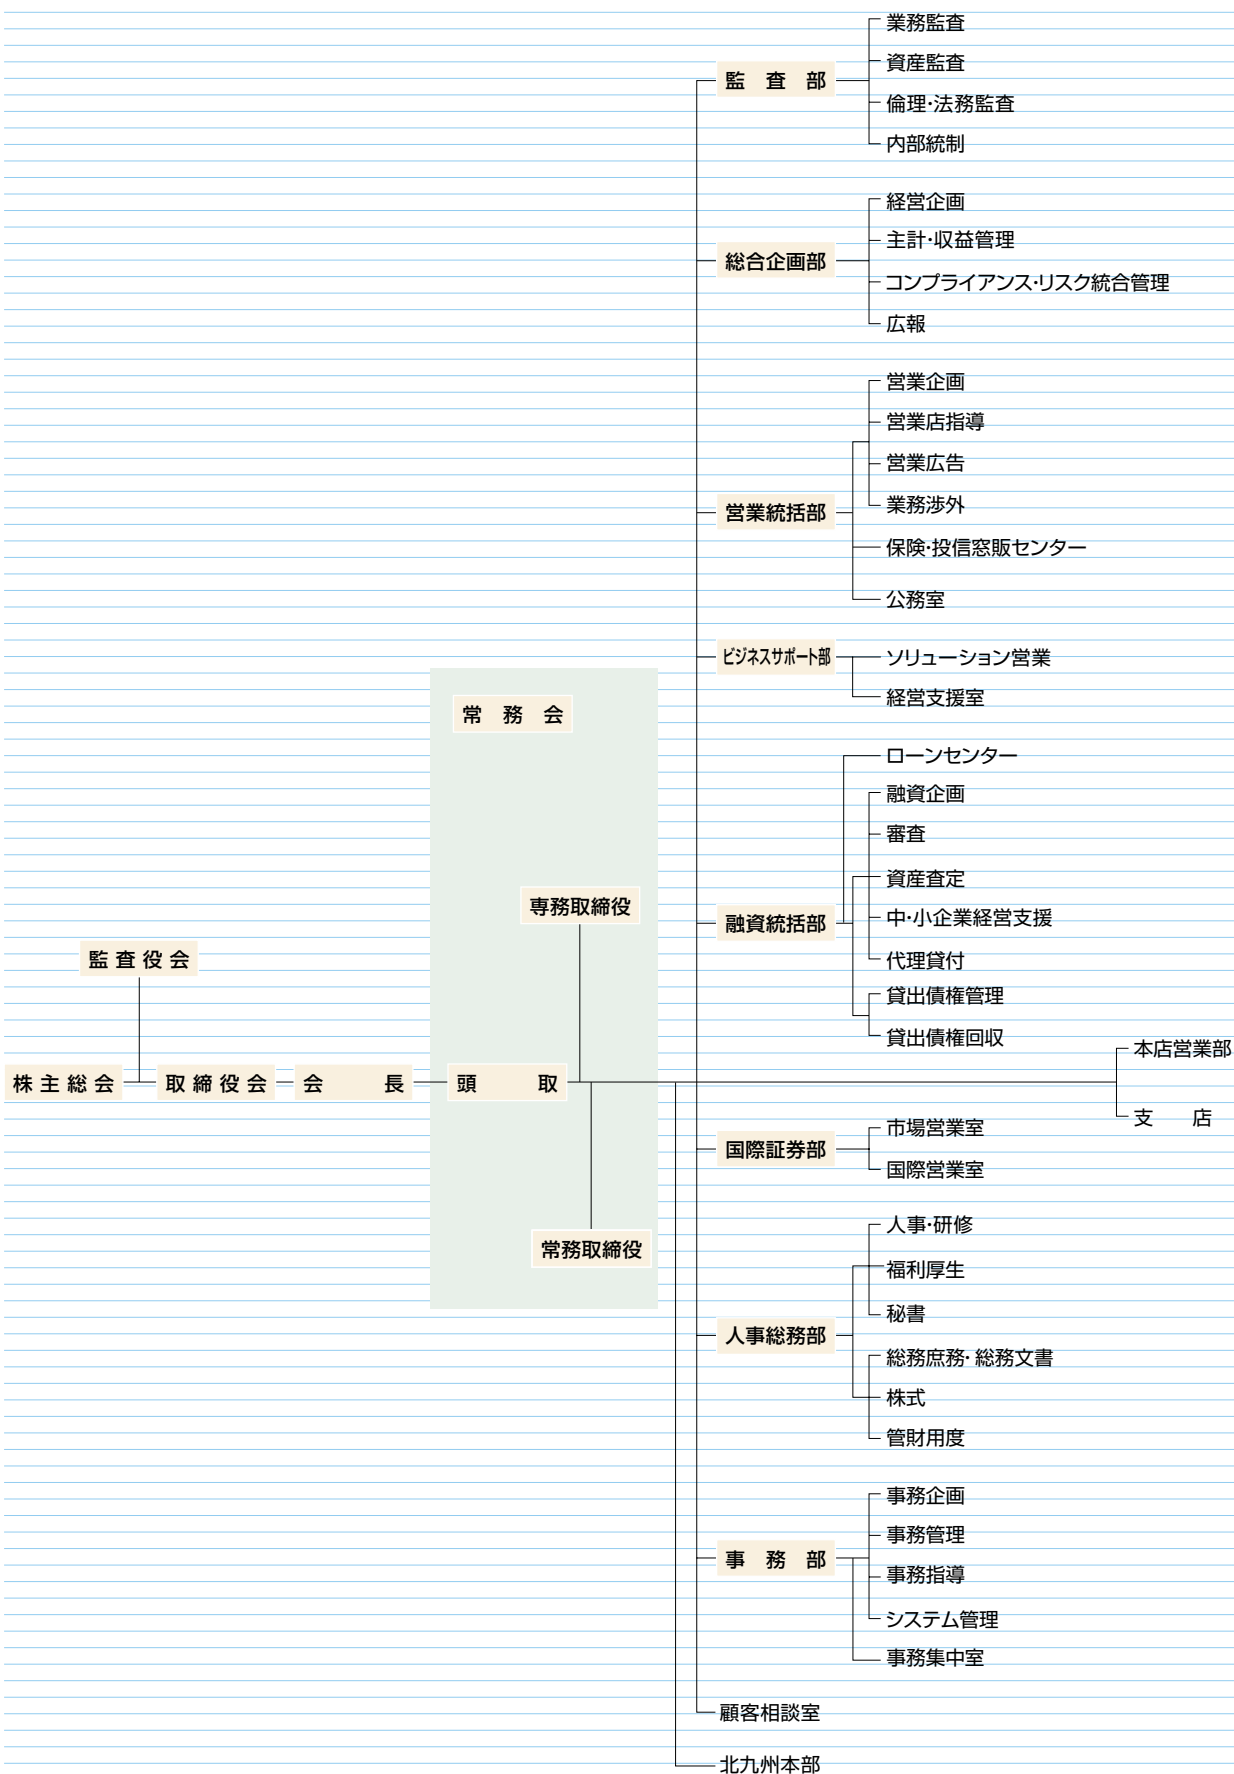 監査部
業務監査
資産監査
倫理・法務監査
内部統制
総合企画部
経営企画
主計・収益管理
コンプライアンス・リスク統合管理
広報
営業統括部
営業企画
営業店指導
営業広告
業務渉外
保険・投信窓販センター
公務室
ビジネスサポート部
ソリューション営業
経営支援室
常務会
専務取締役
監査役会
株主総会
取締役会
会長
頭取
常務取締役
融資統括部
ローンセンター
融資企画
審査
資産査定
中・小企業経営支援
代理貸付
貸出債権管理
貸出債権回収
本店営業部
支店
国際証券部
市場営業室
国際営業室
人事総務部
人事・研修
福利厚生
秘書
総務庶務・総務文書
株式
管財用度
事務部
事務企画
事務管理
事務指導
システム管理
事務集中室
顧客相談室
北九州本部